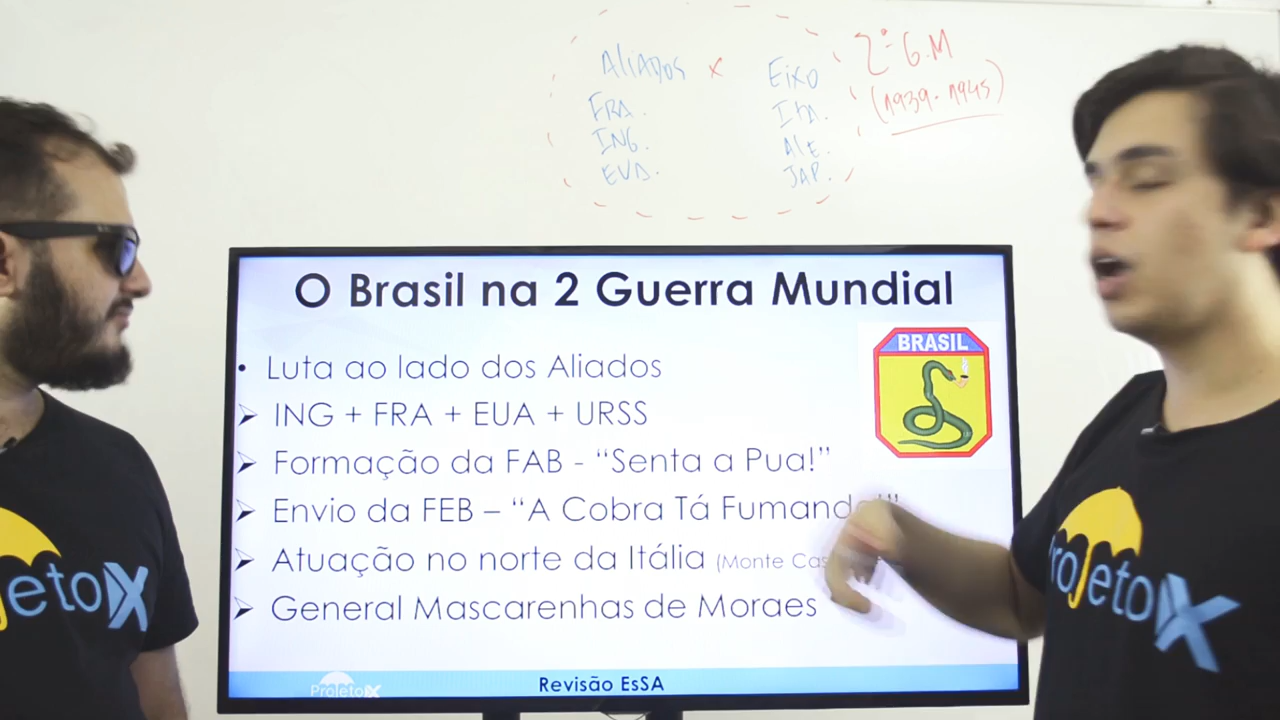 ALIADOS x EIXO
FRA. ITA.
ING. ALE.
EUA. JAP.
2ª G.M
(1939-1945)
O Brasil na 2 Guerra Mundial
• Luta ao lado dos Aliados
➢ ING + FRA + EUA + URSS
➢ Formação da FAB - “Senta a Pua!”
➢ Envio da FEB – “A Cobra Tá Fumando!”
➢ Atuação no norte da Itália (Monte
➢ General Mascarenhas de Moraes
BRASIL
ProjetoX
Revisão EsSA
jetoX
ProjetoX